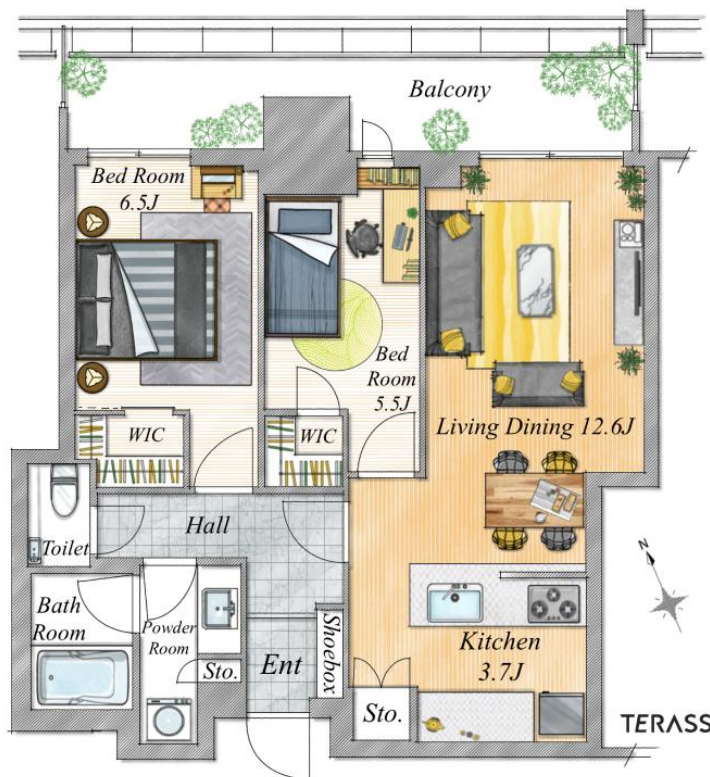 Balcony
Bed Room
6.5J
Bed
Room
5.5J
WIC
WIC
Living Dining 12.6J
Hall
Toilet
Bath
Room
Powder
Room
Sto.
Ent
Shoebox
Kitchen
3.7J
Sto.
N
TERASS